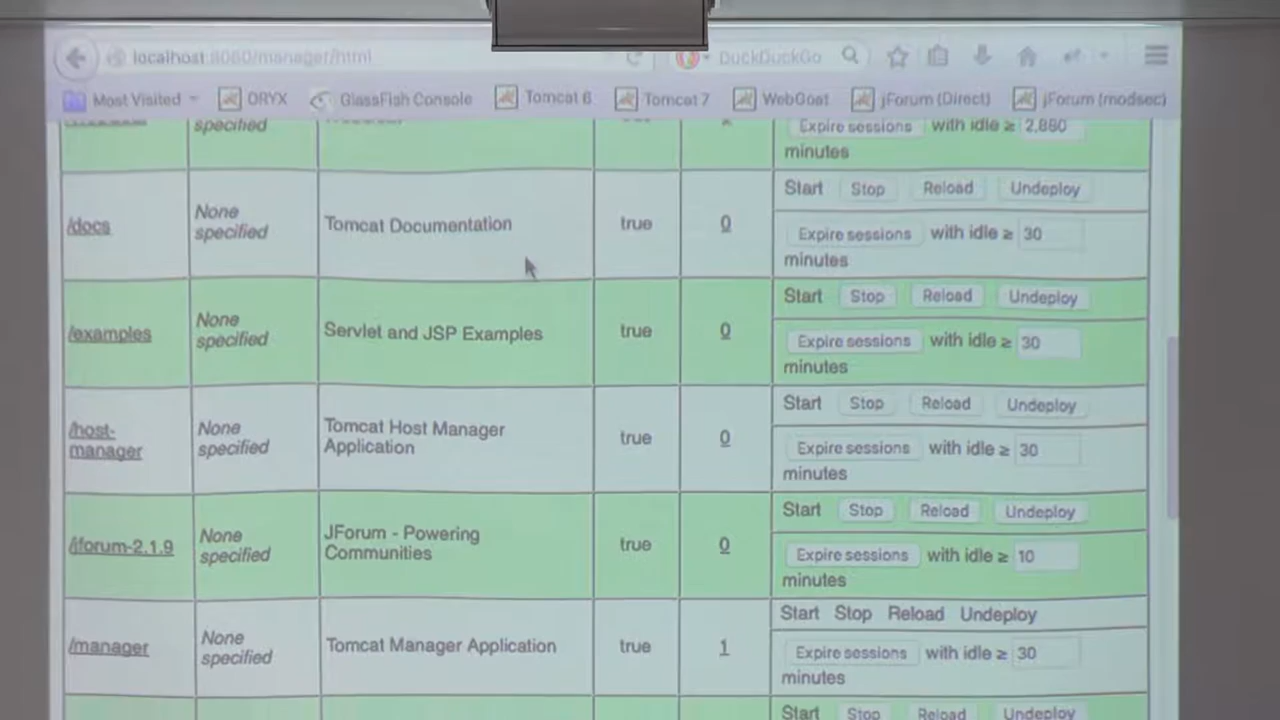 localhost:8080/manager/html DuckDuckGo
Most Visited ORYX GlassFish Console Tomcat 6 Tomcat 7 WebGoat jForum (Direct) jForum (modsec)
specified Expire sessions with idle ≥ 2,880
minutes
/docs None specified Tomcat Documentation true 0 Start Stop Reload Undeploy
Expire sessions with idle ≥ 30
minutes
/examples None specified Servlet and JSP Examples true 0 Start Stop Reload Undeploy
Expire sessions with idle ≥ 30
minutes
/host-manager None specified Tomcat Host Manager Application true 0 Start Stop Reload Undeploy
Expire sessions with idle ≥ 30
minutes
/jforum-2.1.9 None specified JForum - Powering Communities true 0 Start Stop Reload Undeploy
Expire sessions with idle ≥ 10
minutes
/manager None specified Tomcat Manager Application true 1 Start Stop Reload Undeploy
Expire sessions with idle ≥ 30
minutes
Start Stop Reload Undeploy